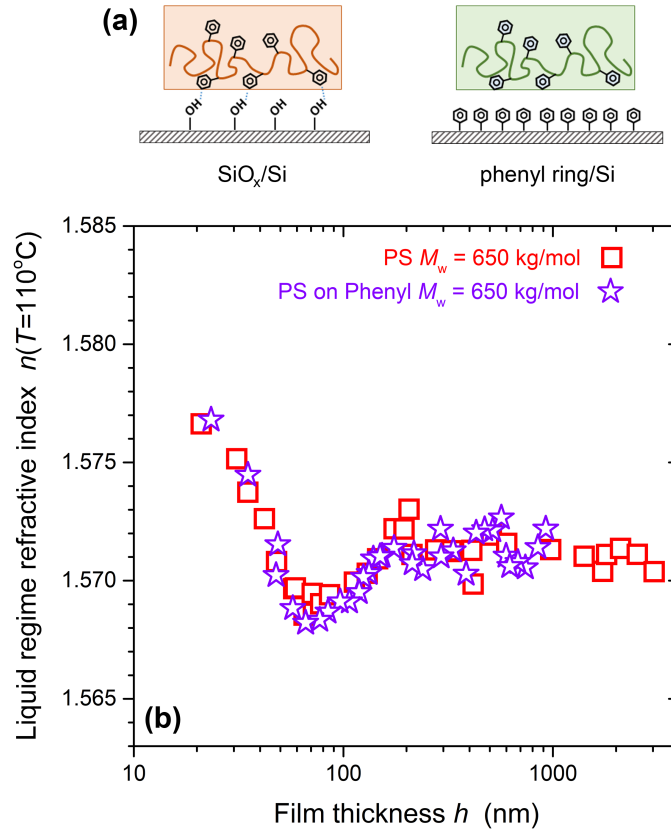 (a)
OH OH OH OH
SiOx/Si
phenyl ring/Si
1.585
1.580
1.575
1.570
1.565
Liquid regime refractive index n(T=110°C)
PS Mw = 650 kg/mol
PS on Phenyl Mw = 650 kg/mol
(b)
10 100 1000
Film thickness h (nm)